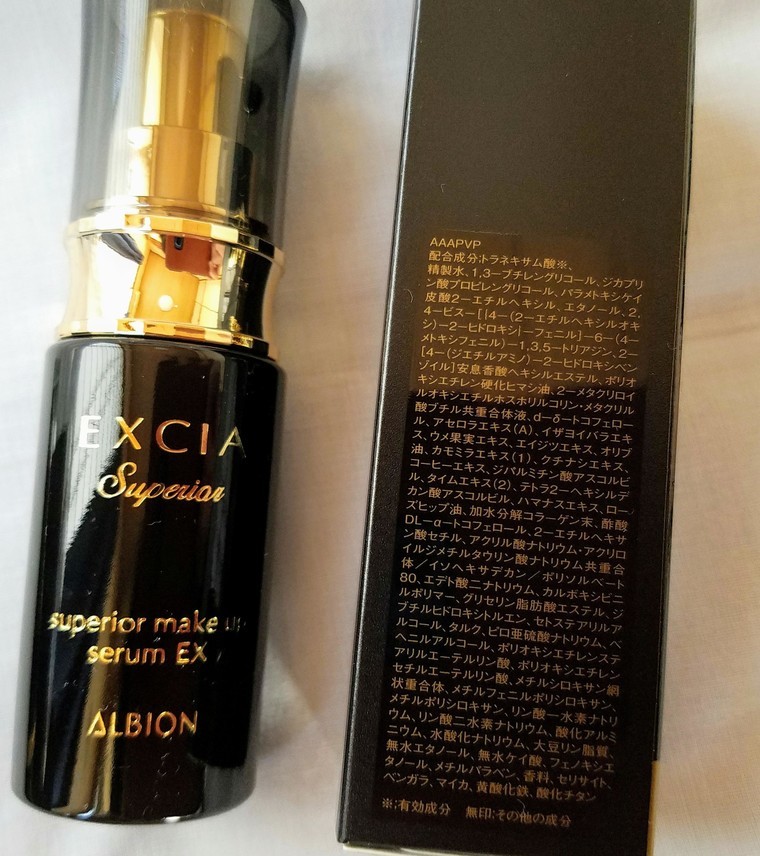 EXCIA
Superior
superior make up
serum EX
ALBION
AAAPVP
配合成分:トラネキサム酸※、
精製水、1,3−ブチレングリコール、ジカプリ
ン酸プロピレングリコール、パラメトキシケイ
皮酸2−エチルヘキシル、エタノール、2,
4−ビス−[[4−(2−エチルヘキシルオキ
シ)−2−ヒドロキシ]−フェニル]−6−(4−
メトキシフェニル)−1,3,5−トリアジン、2−
[4−(ジエチルアミノ)−2−ヒドロキシベン
ゾイル]安息香酸ヘキシルエステル、ポリオ
キシエチレン硬化ヒマシ油、2−メタクリロイ
ルオキシエチルホスホリルコリン・メタクリル
酸ブチル共重合体液、d−δ−トコフェロー
ル、アセロラエキス(A)、イザヨイバラエキ
ス、ウメ果実エキス、エイジツエキス、オリブ
油、カモミラエキス(1)、クチナシエキス、
コーヒーエキス、ジパルミチン酸アスコルビ
ル、タイムエキス(2)、テトラ2−ヘキシルデ
カン酸アスコルビル、ハマナスエキス、ロー
ズヒップ油、加水分解コラーゲン末、酢酸
DL−α−トコフェロール、2−エチルヘキサ
ン酸セチル、アクリル酸ナトリウム・アクリロ
イルジメチルタウリン酸ナトリウム共重合
体/イソヘキサデカン/ポリソルベート
80、エデト酸二ナトリウム、カルボキシビニ
ルポリマー、グリセリン脂肪酸エステル、ジ
ブチルヒドロキシトルエン、セトステアリルア
ルコール、タルク、ピロ亜硫酸ナトリウム、ベ
ヘニルアルコール、ポリオキシエチレンステ
アリルエーテルリン酸、ポリオキシエチレン
セチルエーテルリン酸、メチルシロキサン網
状重合体、メチルフェニルポリシロキサン、
メチルポリシロキサン、リン酸一水素ナトリ
ウム、リン酸二水素ナトリウム、酸化アルミ
ニウム、水酸化ナトリウム、大豆リン脂質、
無水エタノール、無水ケイ酸、フェノキシエ
タノール、メチルパラベン、香料、セリサイト、
ベンガラ、マイカ、黄酸化鉄、酸化チタン
※;有効成分 無印;その他の成分